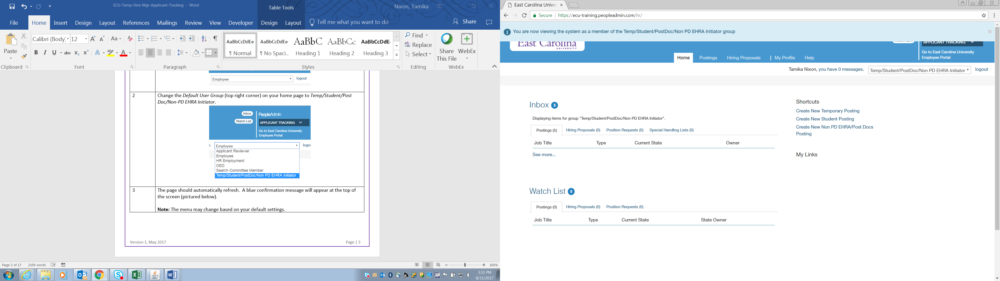 ECU-Temp-Hire-Mgr-Applicant-Tracking - Word
Table Tools
Nixon, Tamika
File Home Insert Design Layout References Mailings Review View Developer Design Layout Tell me what you want to do Share
Calibri (Body) 12
Paste
AaBbCcDdEe AaBbCcDdEe AaBbC AaBbCc AaBbCcDdE
¶ Normal ¶ No Spaci... Heading 1 Heading 2 Heading 3
Find
Replace
Select
Share This File
WebEx
Clipboard Font Paragraph Styles Editing WebEx
Employee logout
2 Change the Default User Group (top right corner) on your home page to Temp/Student/Post
Doc/Non-PD EHRA Initiator.
Inbox PeopleAdmin
Watch List APPLICANT TRACKING
Go to East Carolina University
Employee Portal
s. Employee logou
Applicant Reviewer
Employee
HR Employment
OED
Search Committee Member
Temp/Student/PostDoc/Non PD EHRA Initiator
3 The page should automatically refresh. A blue confirmation message will appear at the top of
the screen (pictured below).
Note: The menu may change based on your default settings.
Version 1, May 2017 Page | 3
Page 3 of 17 2109 words 100%
3:33 PM
8/31/2017
East Carolina Univer
Secure https://ecu-training.peopleadmin.com/hr/
You are now viewing the system as a member of the Temp/Student/PostDoc/Non PD EHRA Initiator group
East Carolina
UNIVERSITY
APPLICANT TRACKING
Go to East Carolina University
Employee Portal
Home Postings Hiring Proposals | My Profile Help
Tamika Nixon, you have 0 messages. Temp/Student/PostDoc/Non PD EHRA Initiator logout
Inbox 5
Displaying items for group "Temp/Student/PostDoc/Non PD EHRA Initiator".
Postings (5) Hiring Proposals (0) Position Requests (0) Special Handling Lists (0)
Job Title Type Current State Owner
See more...
Watch List 0
Postings (0) Hiring Proposals (0) Position Requests (0)
Job Title Type Current State State Owner
Shortcuts
Create New Temporary Posting
Create New Student Posting
Create New Non PD EHRA/Post Docs
Posting
My Links